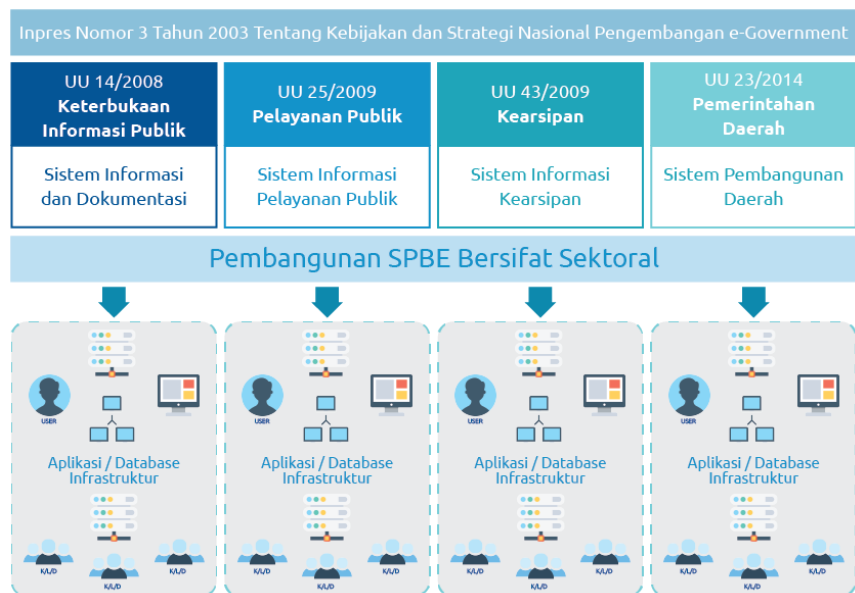 Inpres Nomor 3 Tahun 2003 Tentang Kebijakan dan Strategi Nasional Pengembangan e-Government
UU 14/2008
Keterbukaan
Informasi Publik
Sistem Informasi
dan Dokumentasi
UU 25/2009
Pelayanan Publik
Sistem Informasi
Pelayanan Publik
UU 43/2009
Kearsipan
Sistem Informasi
Kearsipan
UU 23/2014
Pemerintahan
Daerah
Sistem Pembangunan
Daerah
Pembangunan SPBE Bersifat Sektoral
USER
Aplikasi / Database
Infrastruktur
K/L/D
K/L/D
K/L/D
USER
Aplikasi / Database
Infrastruktur
K/L/D
K/L/D
K/L/D
USER
Aplikasi / Database
Infrastruktur
K/L/D
K/L/D
K/L/D
USER
Aplikasi / Database
Infrastruktur
K/L/D
K/L/D
K/L/D